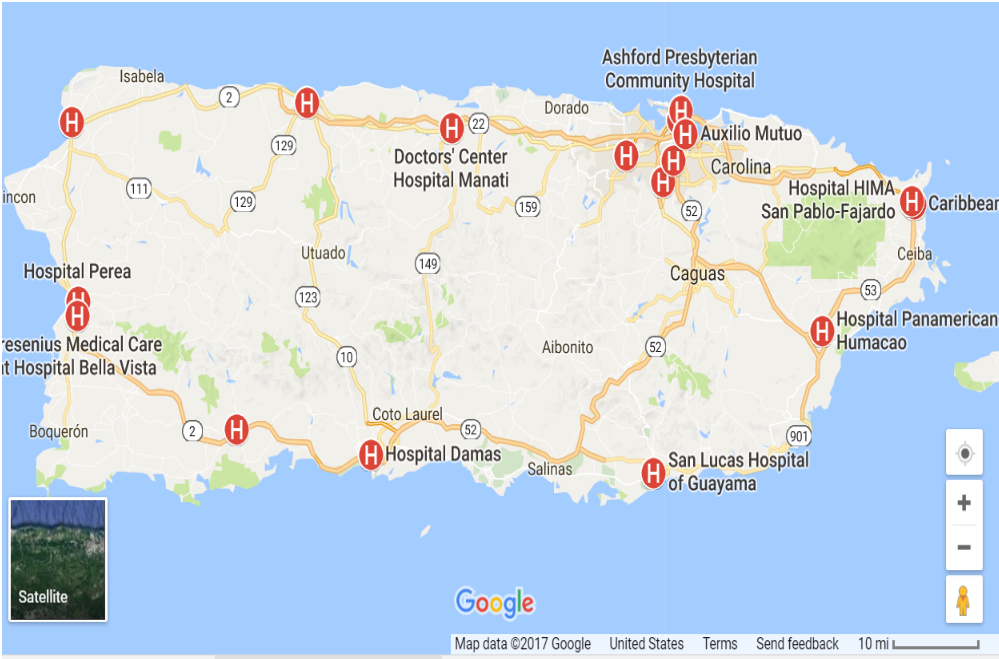 Ashford Presbyterian
Community Hospital
Isabela
2
Dorado
H
H
H
H
22
H
Auxilio Mutuo
129
Doctors' Center
Hospital Manati
H
H
Carolina
H
111
129
159
52
Hospital HIMA
San Pablo-Fajardo
H
Caribbean
incon
Utuado
149
Ceiba
Hospital Perea
Caguas
123
53
H
H
Hospital Panamerican
Humacao
H
resenius Medical Care
at Hospital Bella Vista
10
Aibonito
52
Coto Laurel
Boquerón
2
H
52
901
H
Hospital Damas
Salinas
H
San Lucas Hospital
of Guayama
Satellite
+
−
Google
Map data ©2017 Google United States Terms Send feedback 10 mi